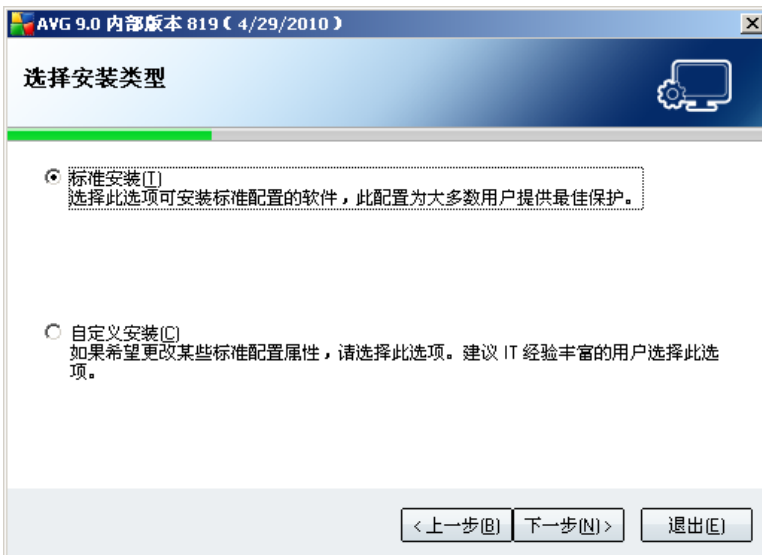 AVG 9.0 内部版本 819 ( 4/29/2010 )
选择安装类型
标准安装(T)
选择此选项可安装标准配置的软件，此配置为大多数用户提供最佳保护。
自定义安装(C)
如果希望更改某些标准配置属性，请选择此选项。建议 IT 经验丰富的用户选择此选
项。
<上一步(B) 下一步(N)> 退出(E)